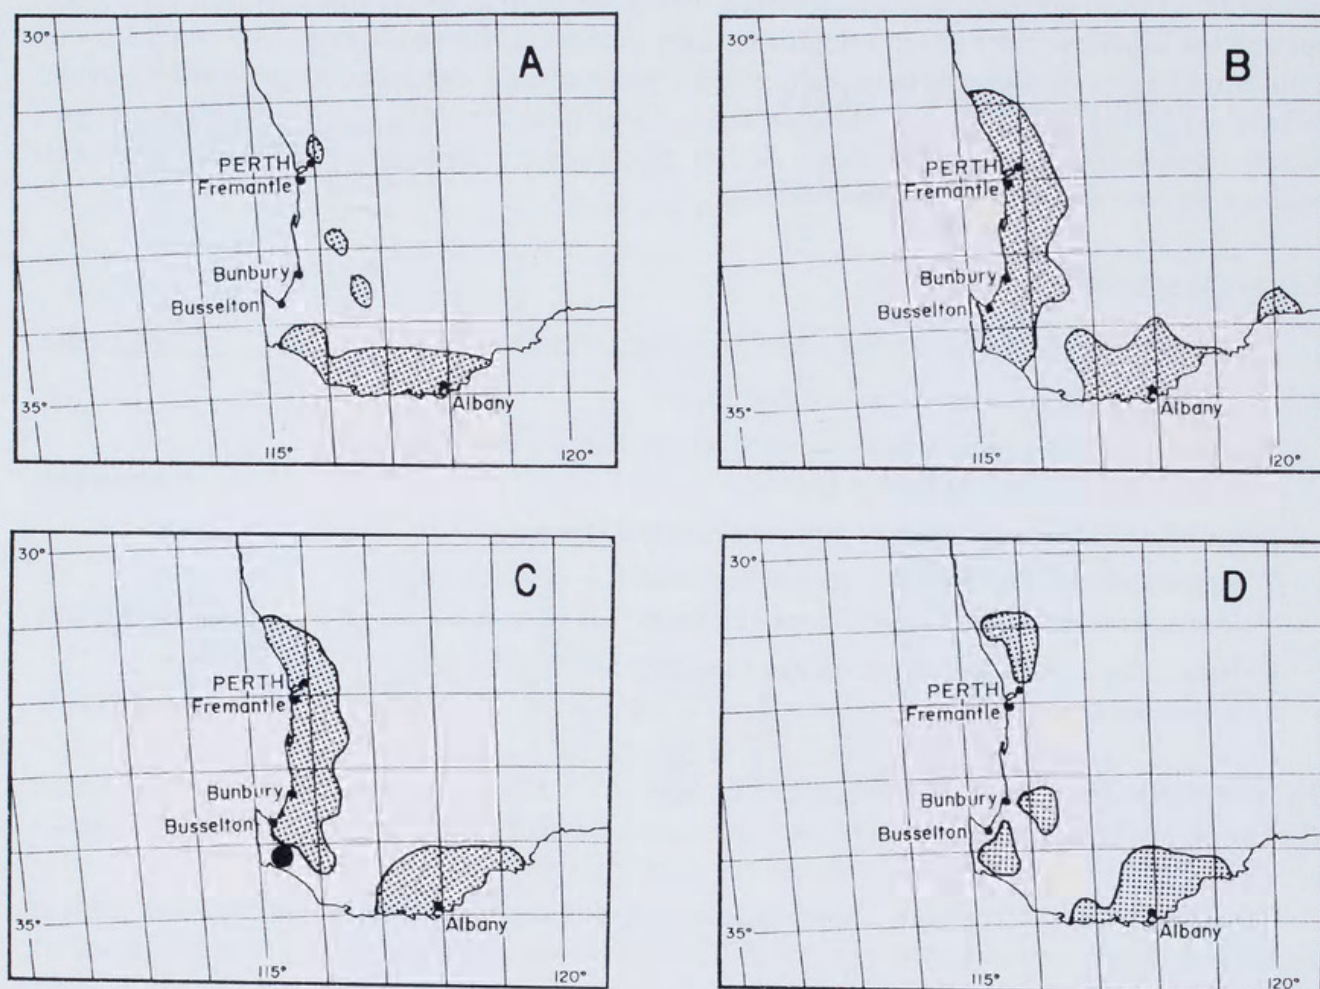 30°
A
PERTH
Fremantle
Bunbury
Busselton
Albany
35°
115°
120°
30°
B
PERTH
Fremantle
Bunbury
Busselton
Albany
35°
115°
120°
30°
C
PERTH
Fremantle
Bunbury
Busselton
Albany
35°
115°
120°
30°
D
PERTH
Fremantle
Bunbury
Busselton
Albany
35°
115°
120°